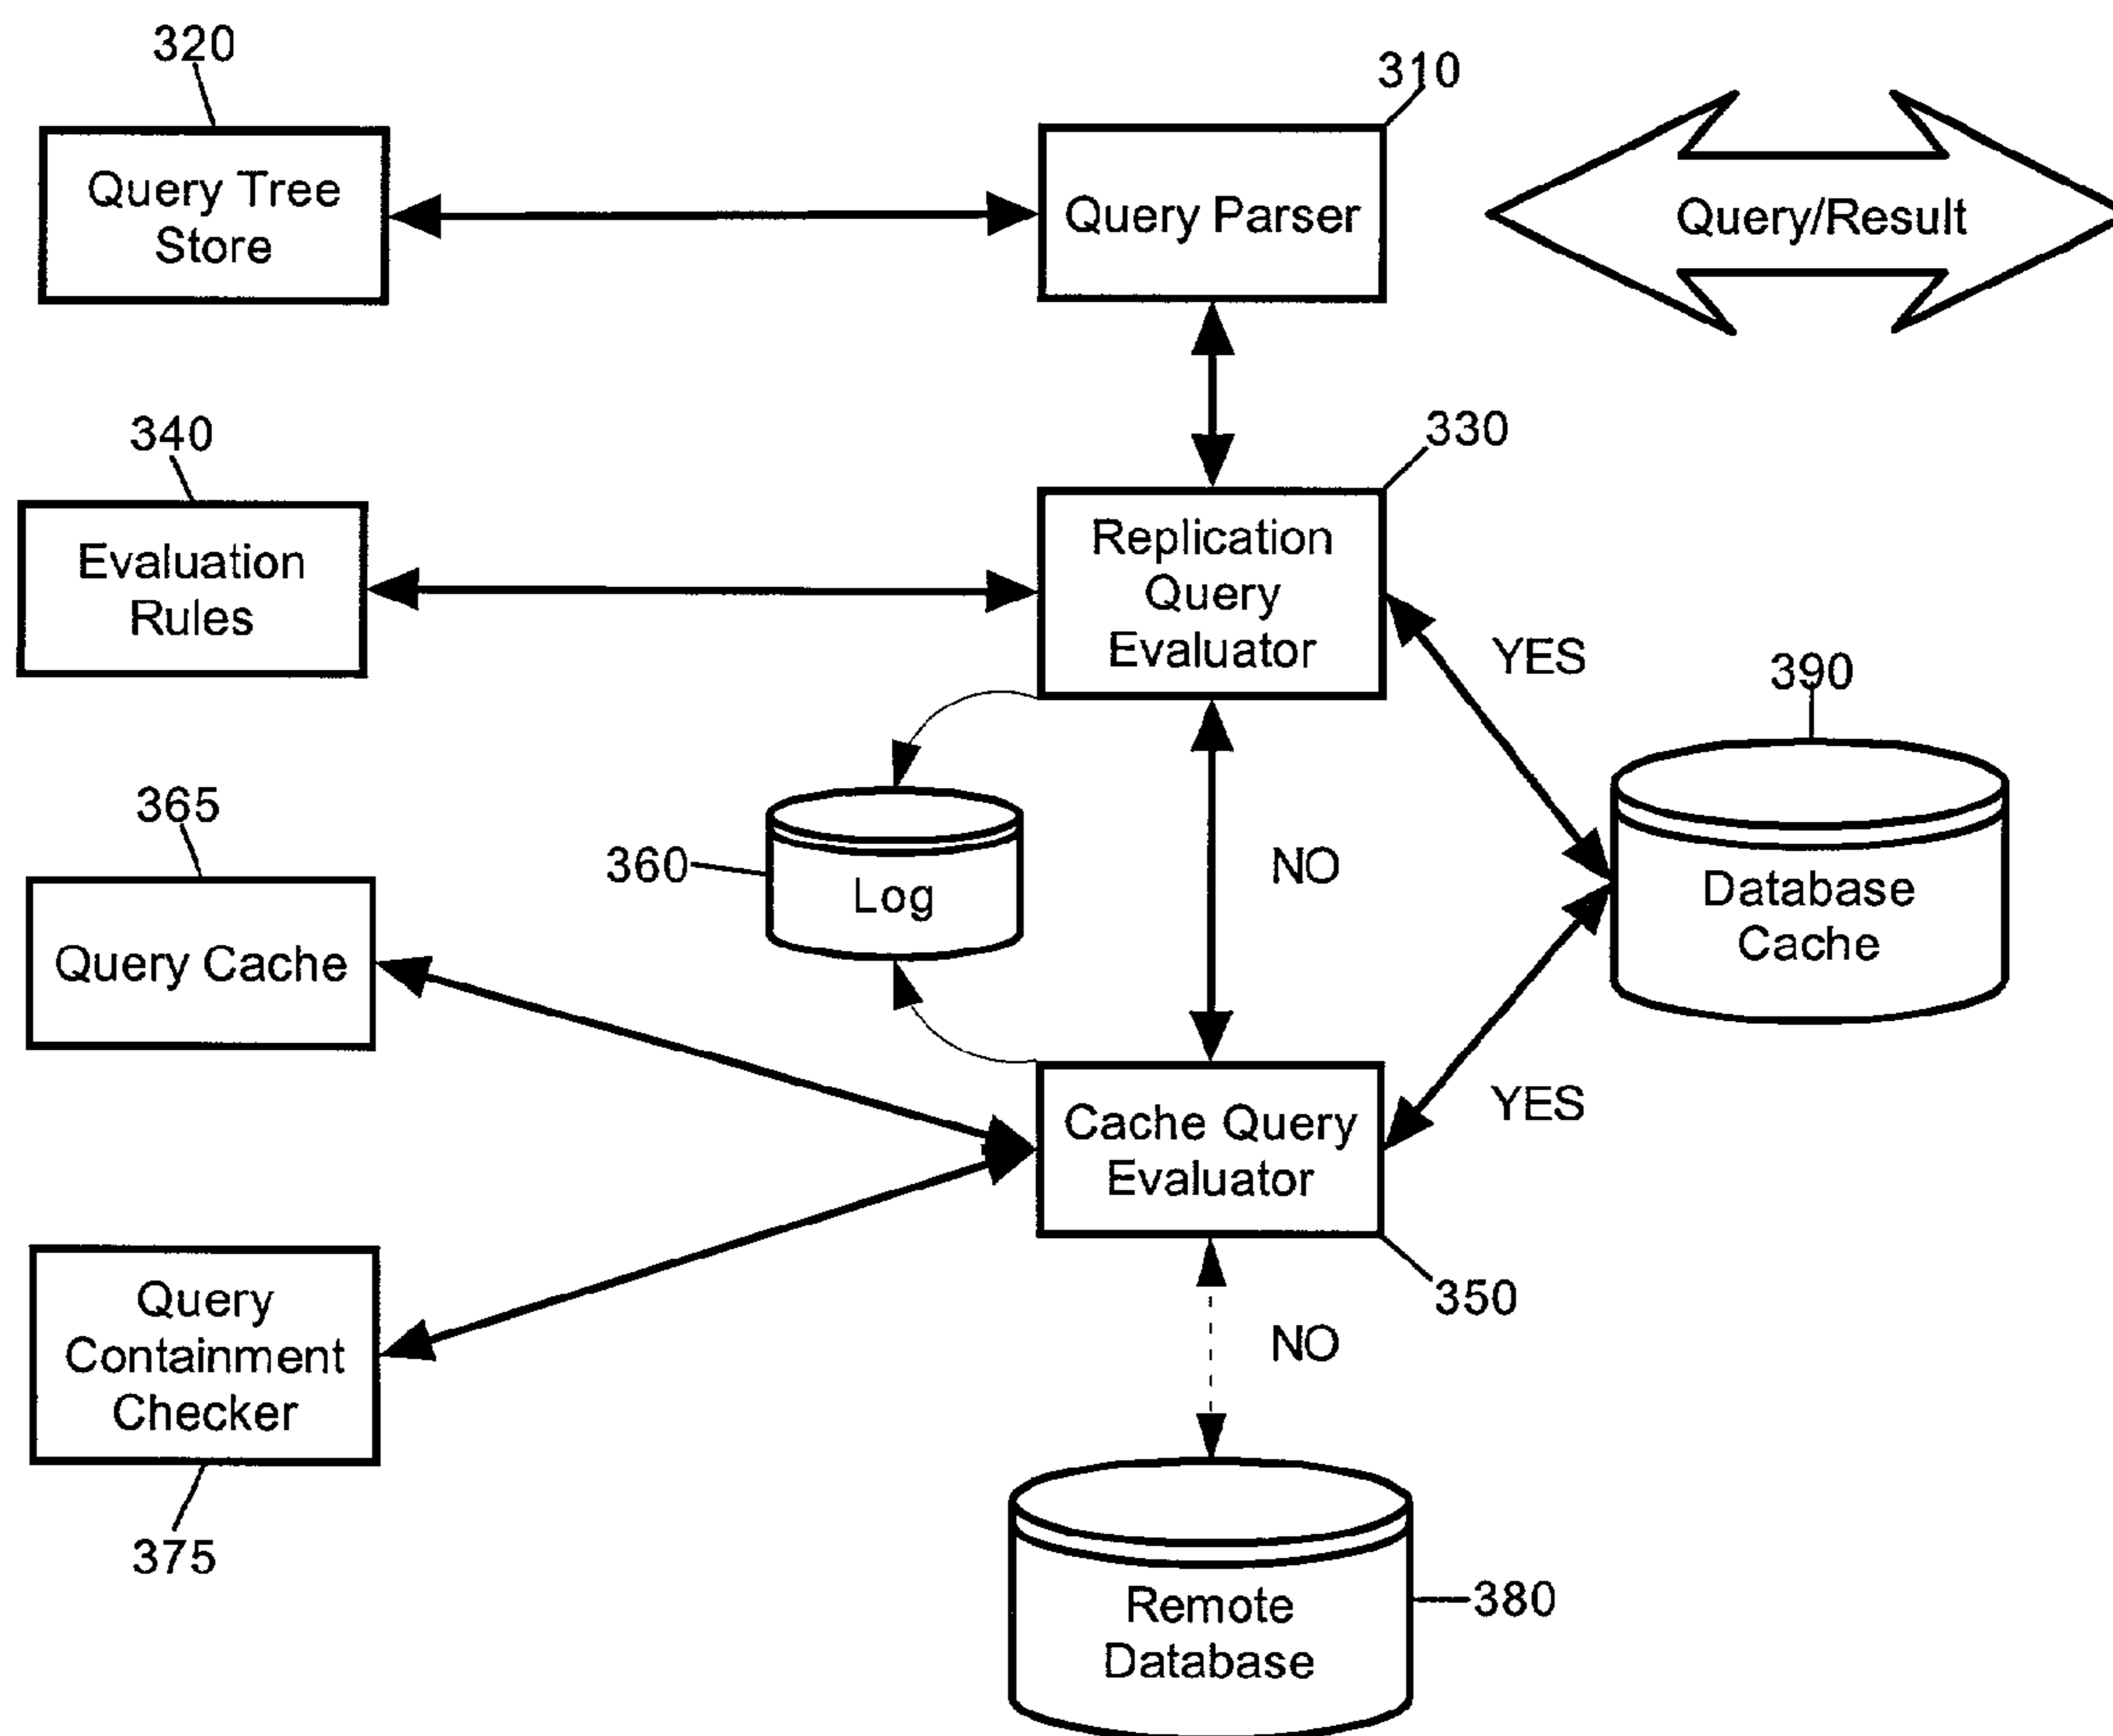 320
310
Query Tree
Store
Query Parser
Query/Result
340
330
Evaluation
Rules
Replication
Query
Evaluator
YES
390
365
360
Log
NO
Database
Cache
Query Cache
Cache Query
Evaluator
YES
350
Query
Containment
Checker
NO
375
Remote
Database
380